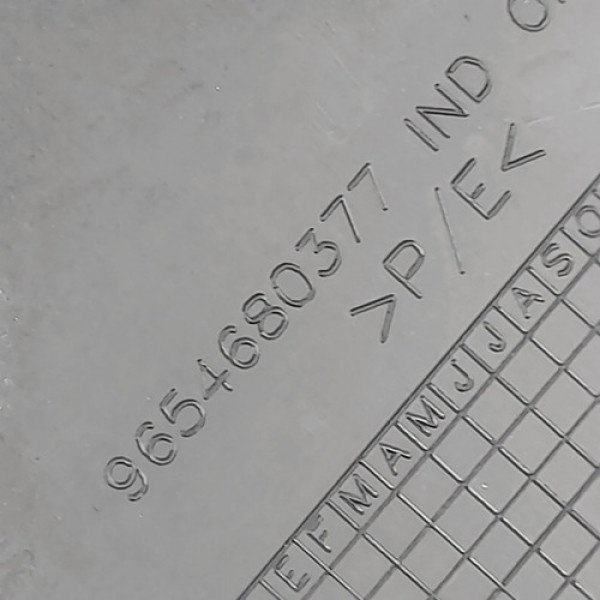 9654680377 IND
>P/E<
E F M A M J J A S O